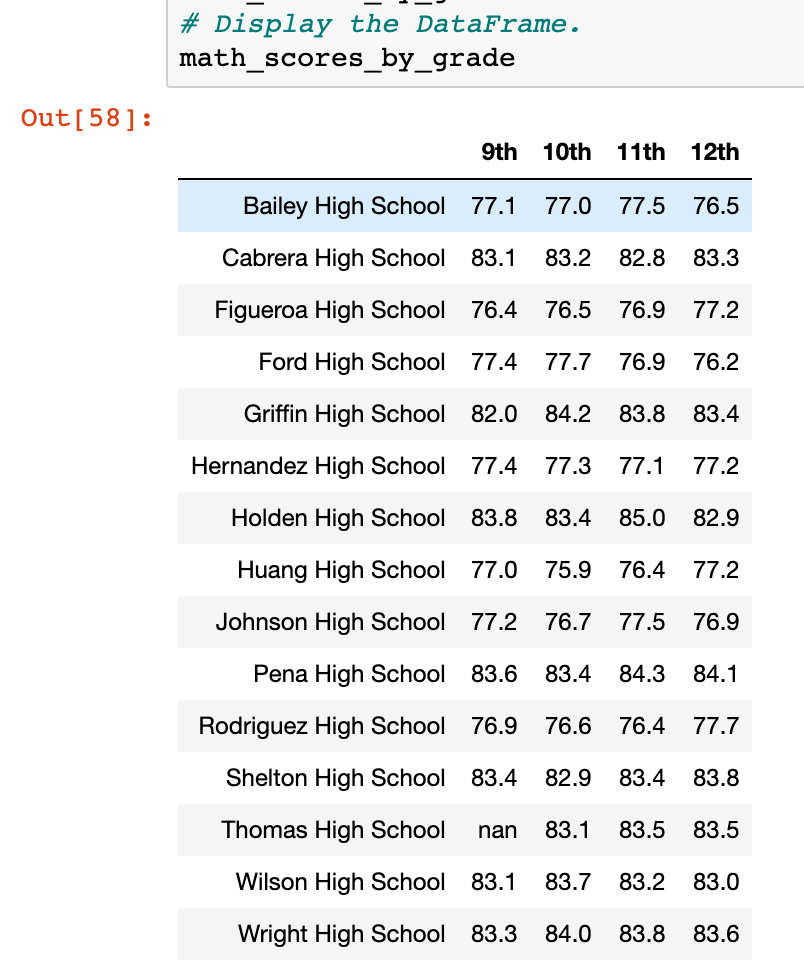 # Display the DataFrame.
math_scores_by_grade
Out[58]:
9th 10th 11th 12th
Bailey High School 77.1 77.0 77.5 76.5
Cabrera High School 83.1 83.2 82.8 83.3
Figueroa High School 76.4 76.5 76.9 77.2
Ford High School 77.4 77.7 76.9 76.2
Griffin High School 82.0 84.2 83.8 83.4
Hernandez High School 77.4 77.3 77.1 77.2
Holden High School 83.8 83.4 85.0 82.9
Huang High School 77.0 75.9 76.4 77.2
Johnson High School 77.2 76.7 77.5 76.9
Pena High School 83.6 83.4 84.3 84.1
Rodriguez High School 76.9 76.6 76.4 77.7
Shelton High School 83.4 82.9 83.4 83.8
Thomas High School nan 83.1 83.5 83.5
Wilson High School 83.1 83.7 83.2 83.0
Wright High School 83.3 84.0 83.8 83.6